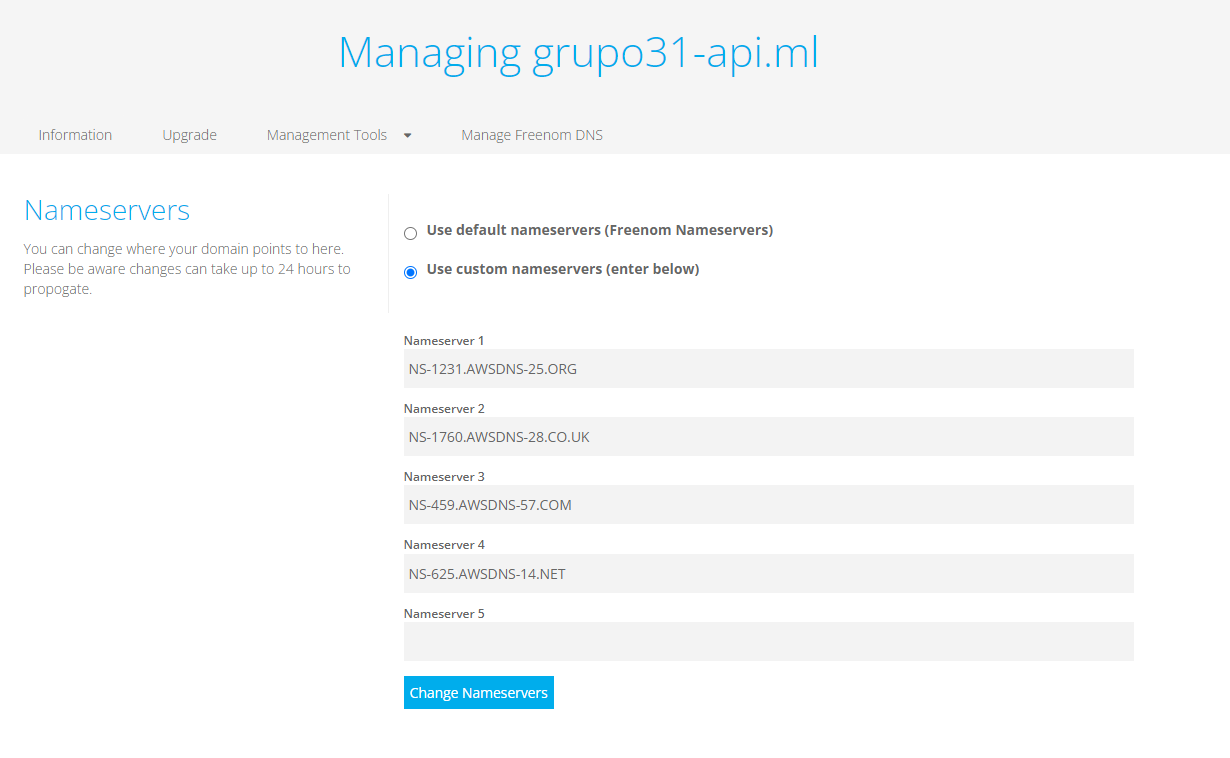 Managing grupo31-api.ml
Information Upgrade Management Tools Manage Freenom DNS
Nameservers
You can change where your domain points to here.
Please be aware changes can take up to 24 hours to
propogate.
Use default nameservers (Freenom Nameservers)
Use custom nameservers (enter below)
Nameserver 1
NS-1231.AWSDNS-25.ORG
Nameserver 2
NS-1760.AWSDNS-28.CO.UK
Nameserver 3
NS-459.AWSDNS-57.COM
Nameserver 4
NS-625.AWSDNS-14.NET
Nameserver 5
Change Nameservers